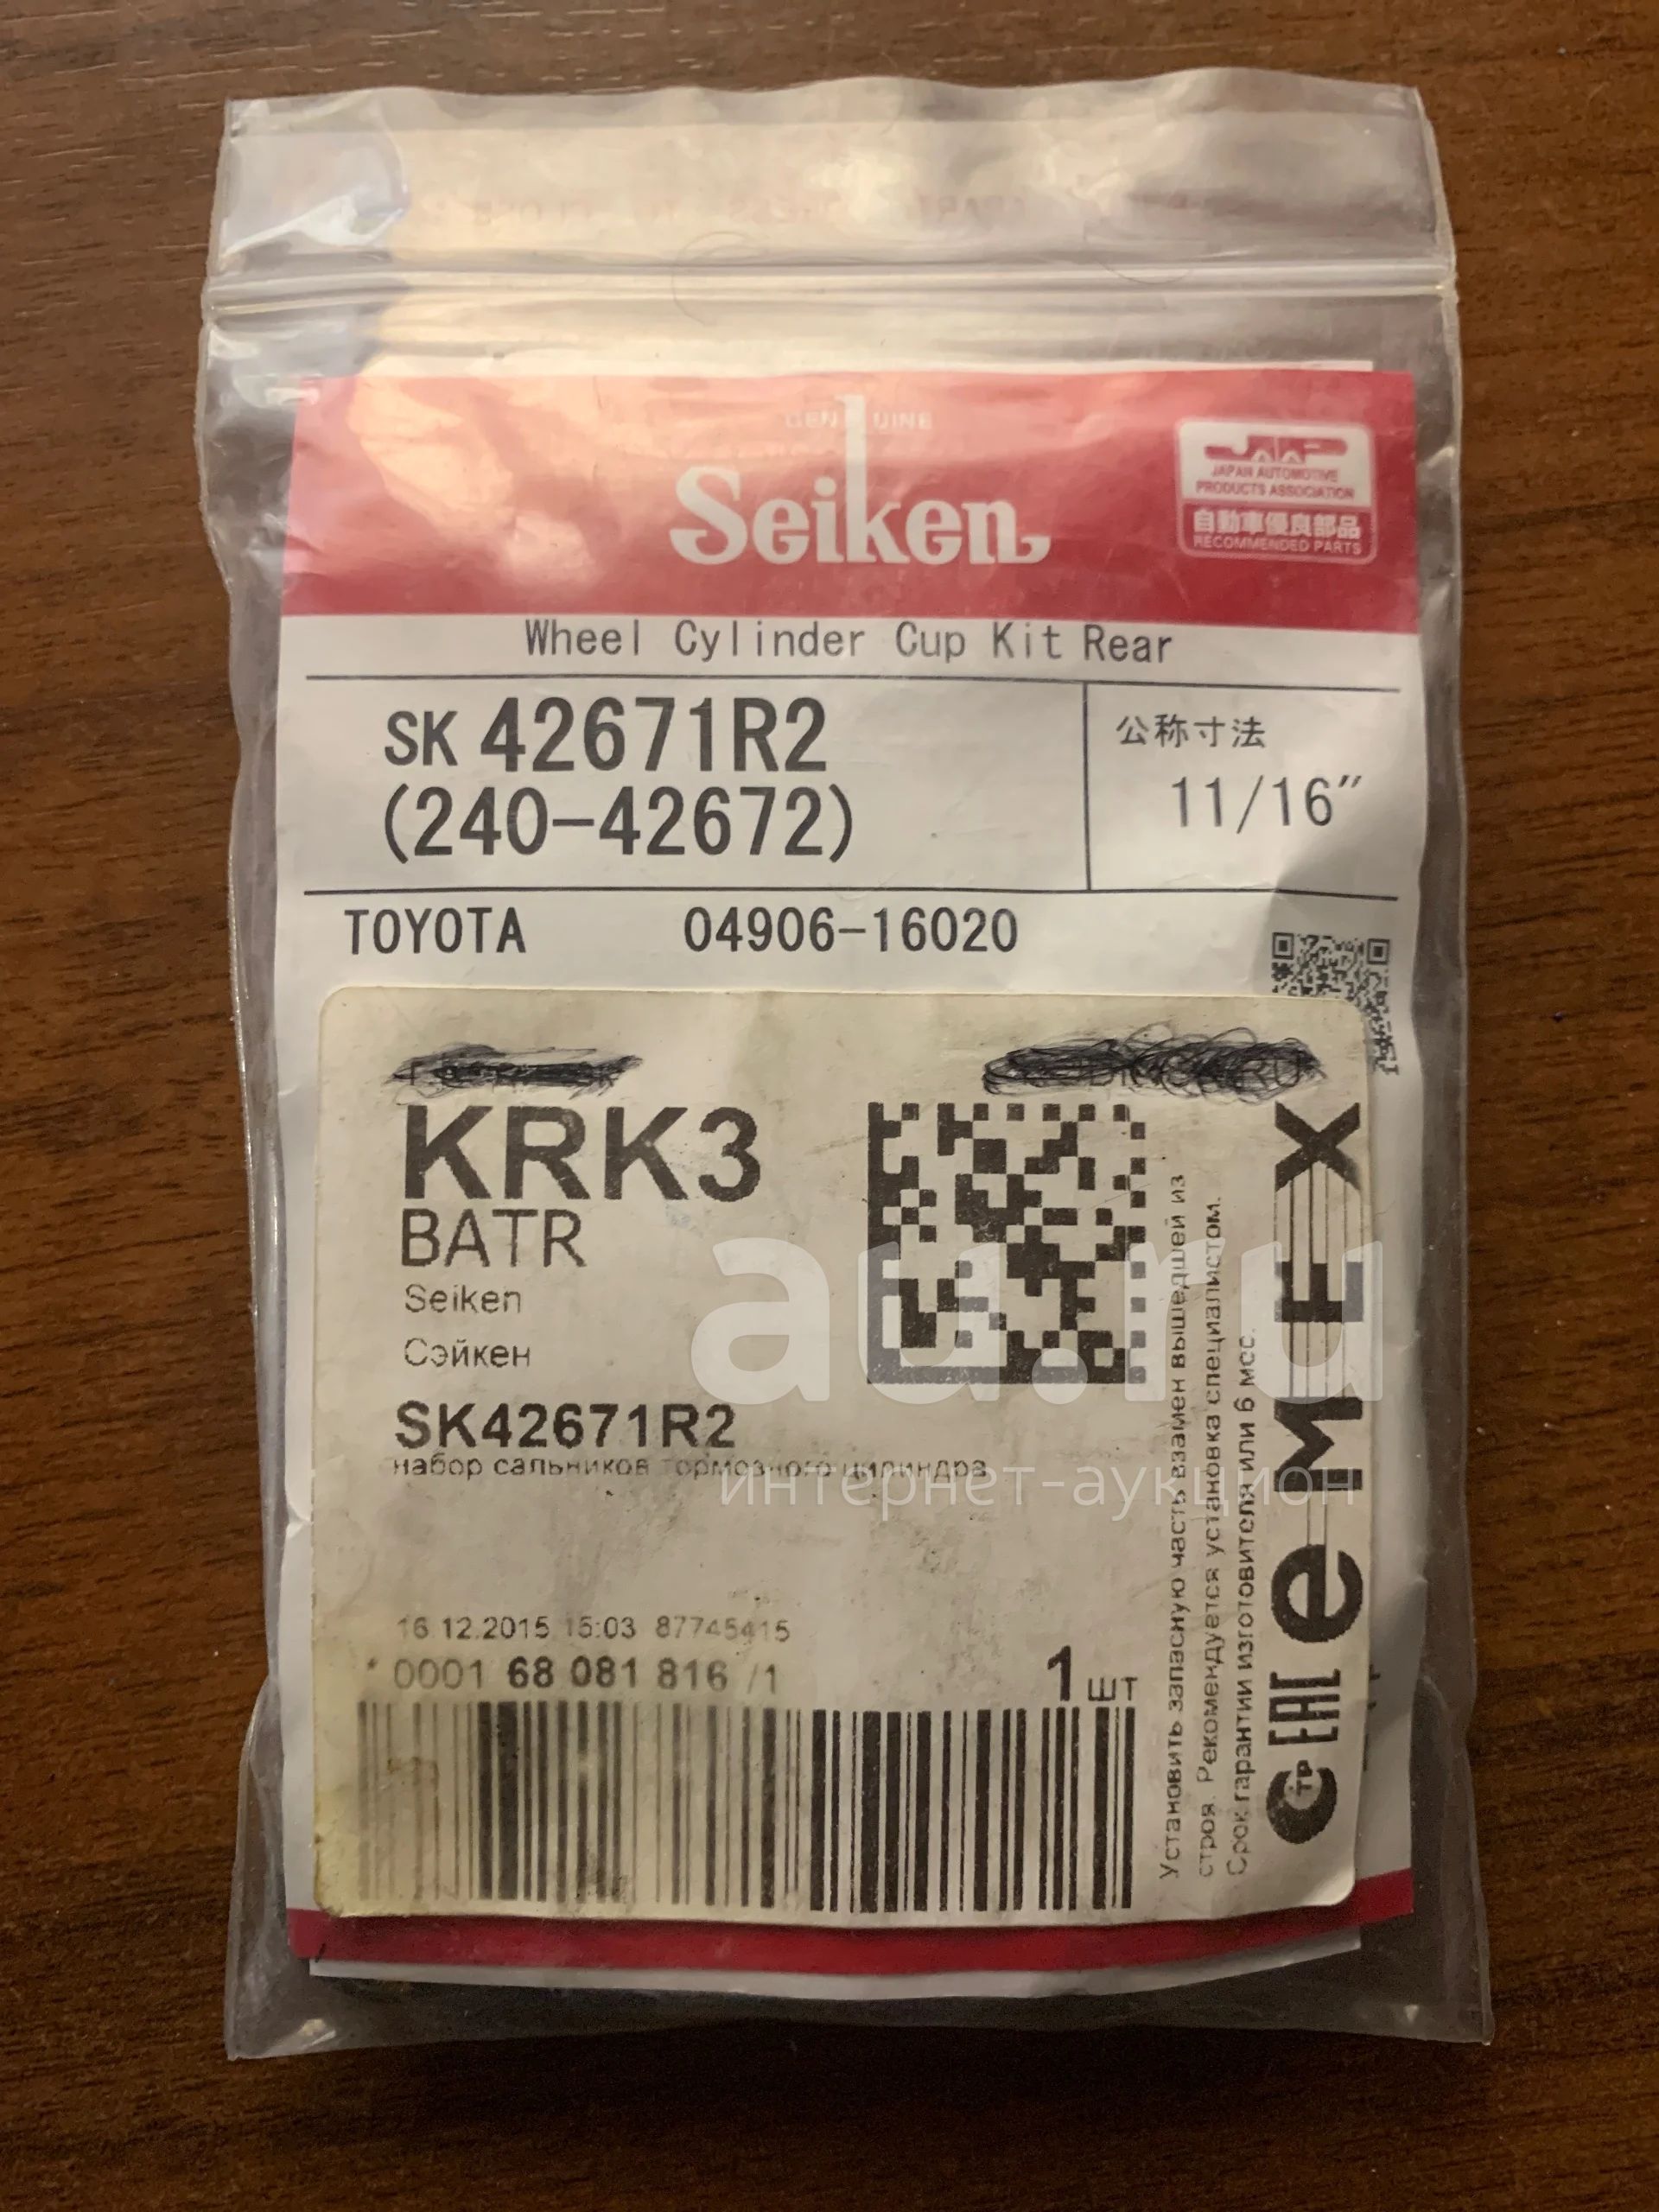 GENUINE
Seiken
JAPAN AUTOMOTIVE
PRODUCTS ASSOCIATION
自動車優良部品
RECOMMENDED PARTS
Wheel Cylinder Cup Kit Rear
SK 42671R2
(240-42672)
公称寸法
11/16"
TOYOTA 04906-16020
KRK3
BATR
Seiken
Сэйкен
SK42671R2
набор сальников тормозного цилиндра
16.12.2015 15:03 87745415
* 0001 68 081 816 /1
1 шт
Установить запасную часть взамен вышедшей из
строя. Рекомендуется установка специалистом.
Срок гарантии изготовителя или 6 мес.
eMEX
EAC
au.ru
интернет-аукцион